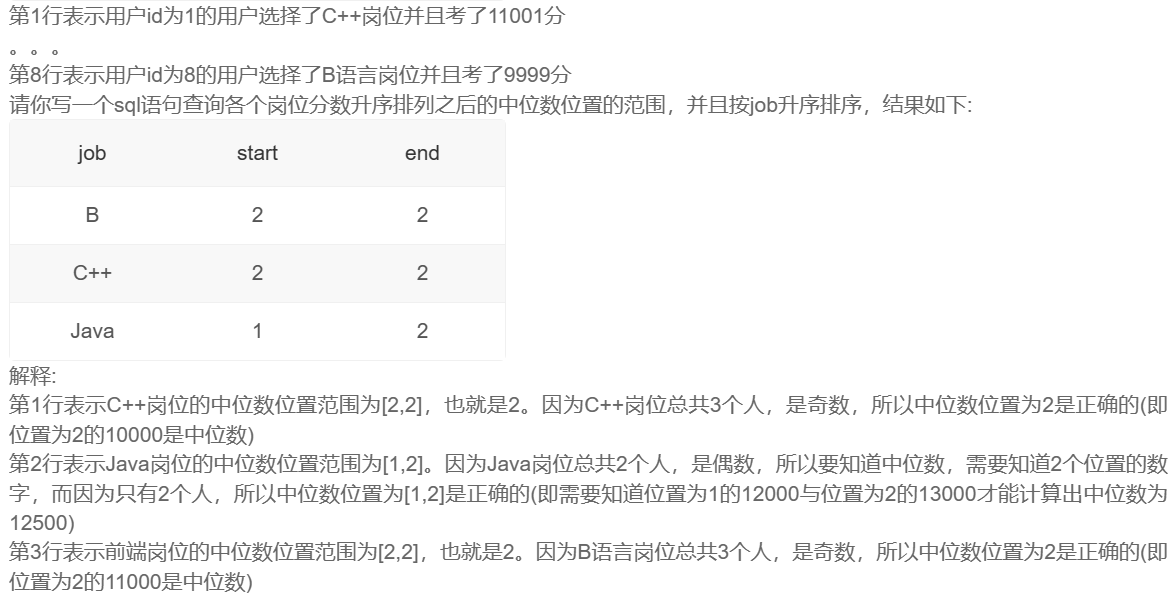 第1行表示用户id为1的用户选择了C++岗位并且考了11001分
。。。
第8行表示用户id为8的用户选择了B语言岗位并且考了9999分
请你写一个sql语句查询各个岗位分数升序排列之后的中位数位置的范围，并且按job升序排序，结果如下:
job start end
B 2 2
C++ 2 2
Java 1 2
解释:
第1行表示C++岗位的中位数位置范围为[2,2]，也就是2。因为C++岗位总共3个人，是奇数，所以中位数位置为2是正确的(即
位置为2的10000是中位数)
第2行表示Java岗位的中位数位置范围为[1,2]。因为Java岗位总共2个人，是偶数，所以要知道中位数，需要知道2个位置的数
字，而因为只有2个人，所以中位数位置为[1,2]是正确的(即需要知道位置为1的12000与位置为2的13000才能计算出中位数为
12500)
第3行表示前端岗位的中位数位置范围为[2,2]，也就是2。因为B语言岗位总共3个人，是奇数，所以中位数位置为2是正确的(即
位置为2的11000是中位数)